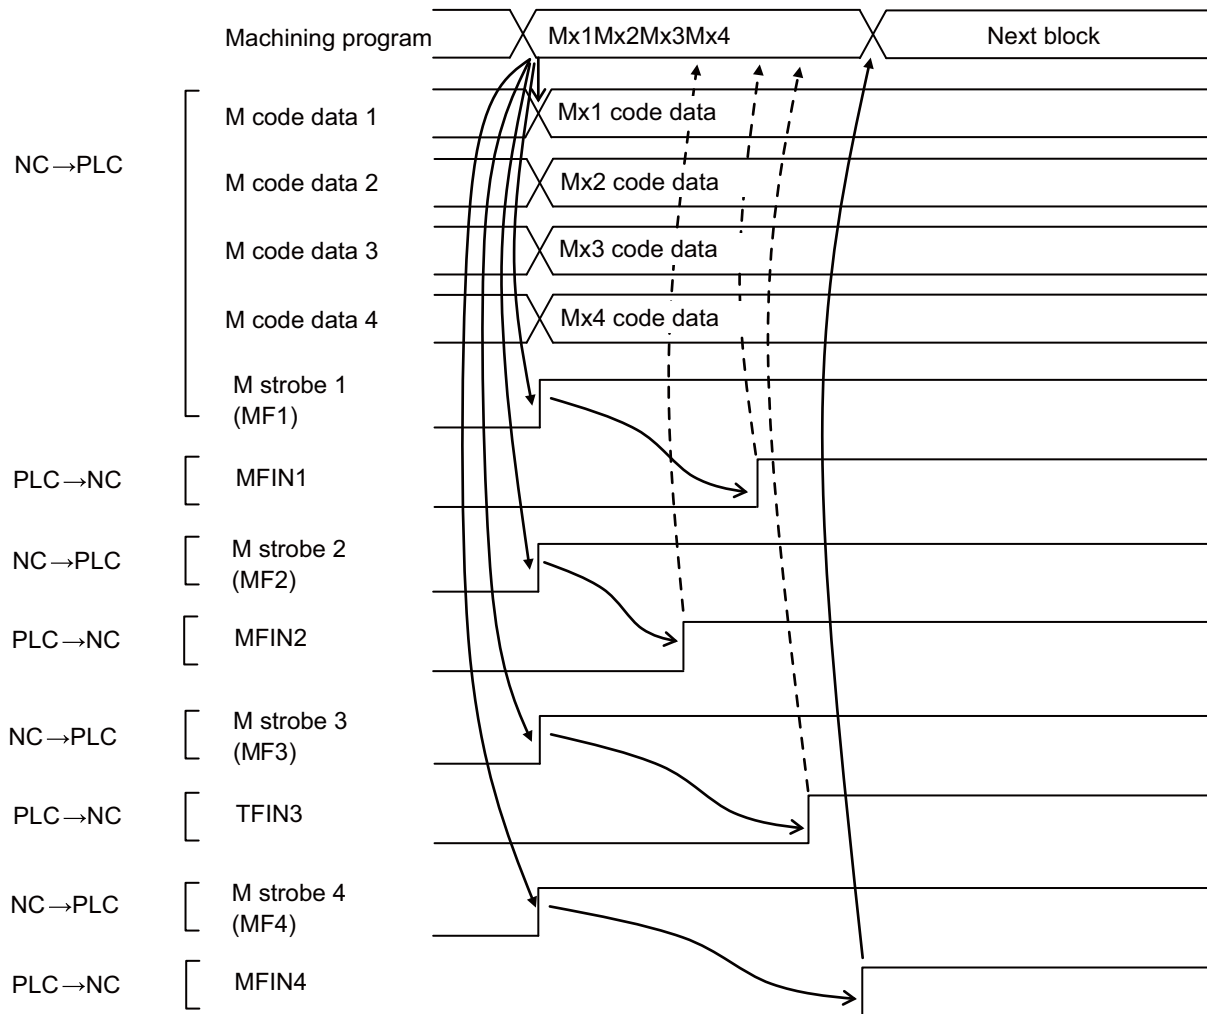 Machining program Mx1Mx2Mx3Mx4 Next block
M code data 1 Mx1 code data
NC→PLC
M code data 2 Mx2 code data
M code data 3 Mx3 code data
M code data 4 Mx4 code data
M strobe 1
(MF1)
PLC→NC MFIN1
M strobe 2
NC→PLC
(MF2)
PLC→NC MFIN2
M strobe 3
NC→PLC
(MF3)
PLC→NC TFIN3
M strobe 4
NC→PLC
(MF4)
PLC→NC MFIN4